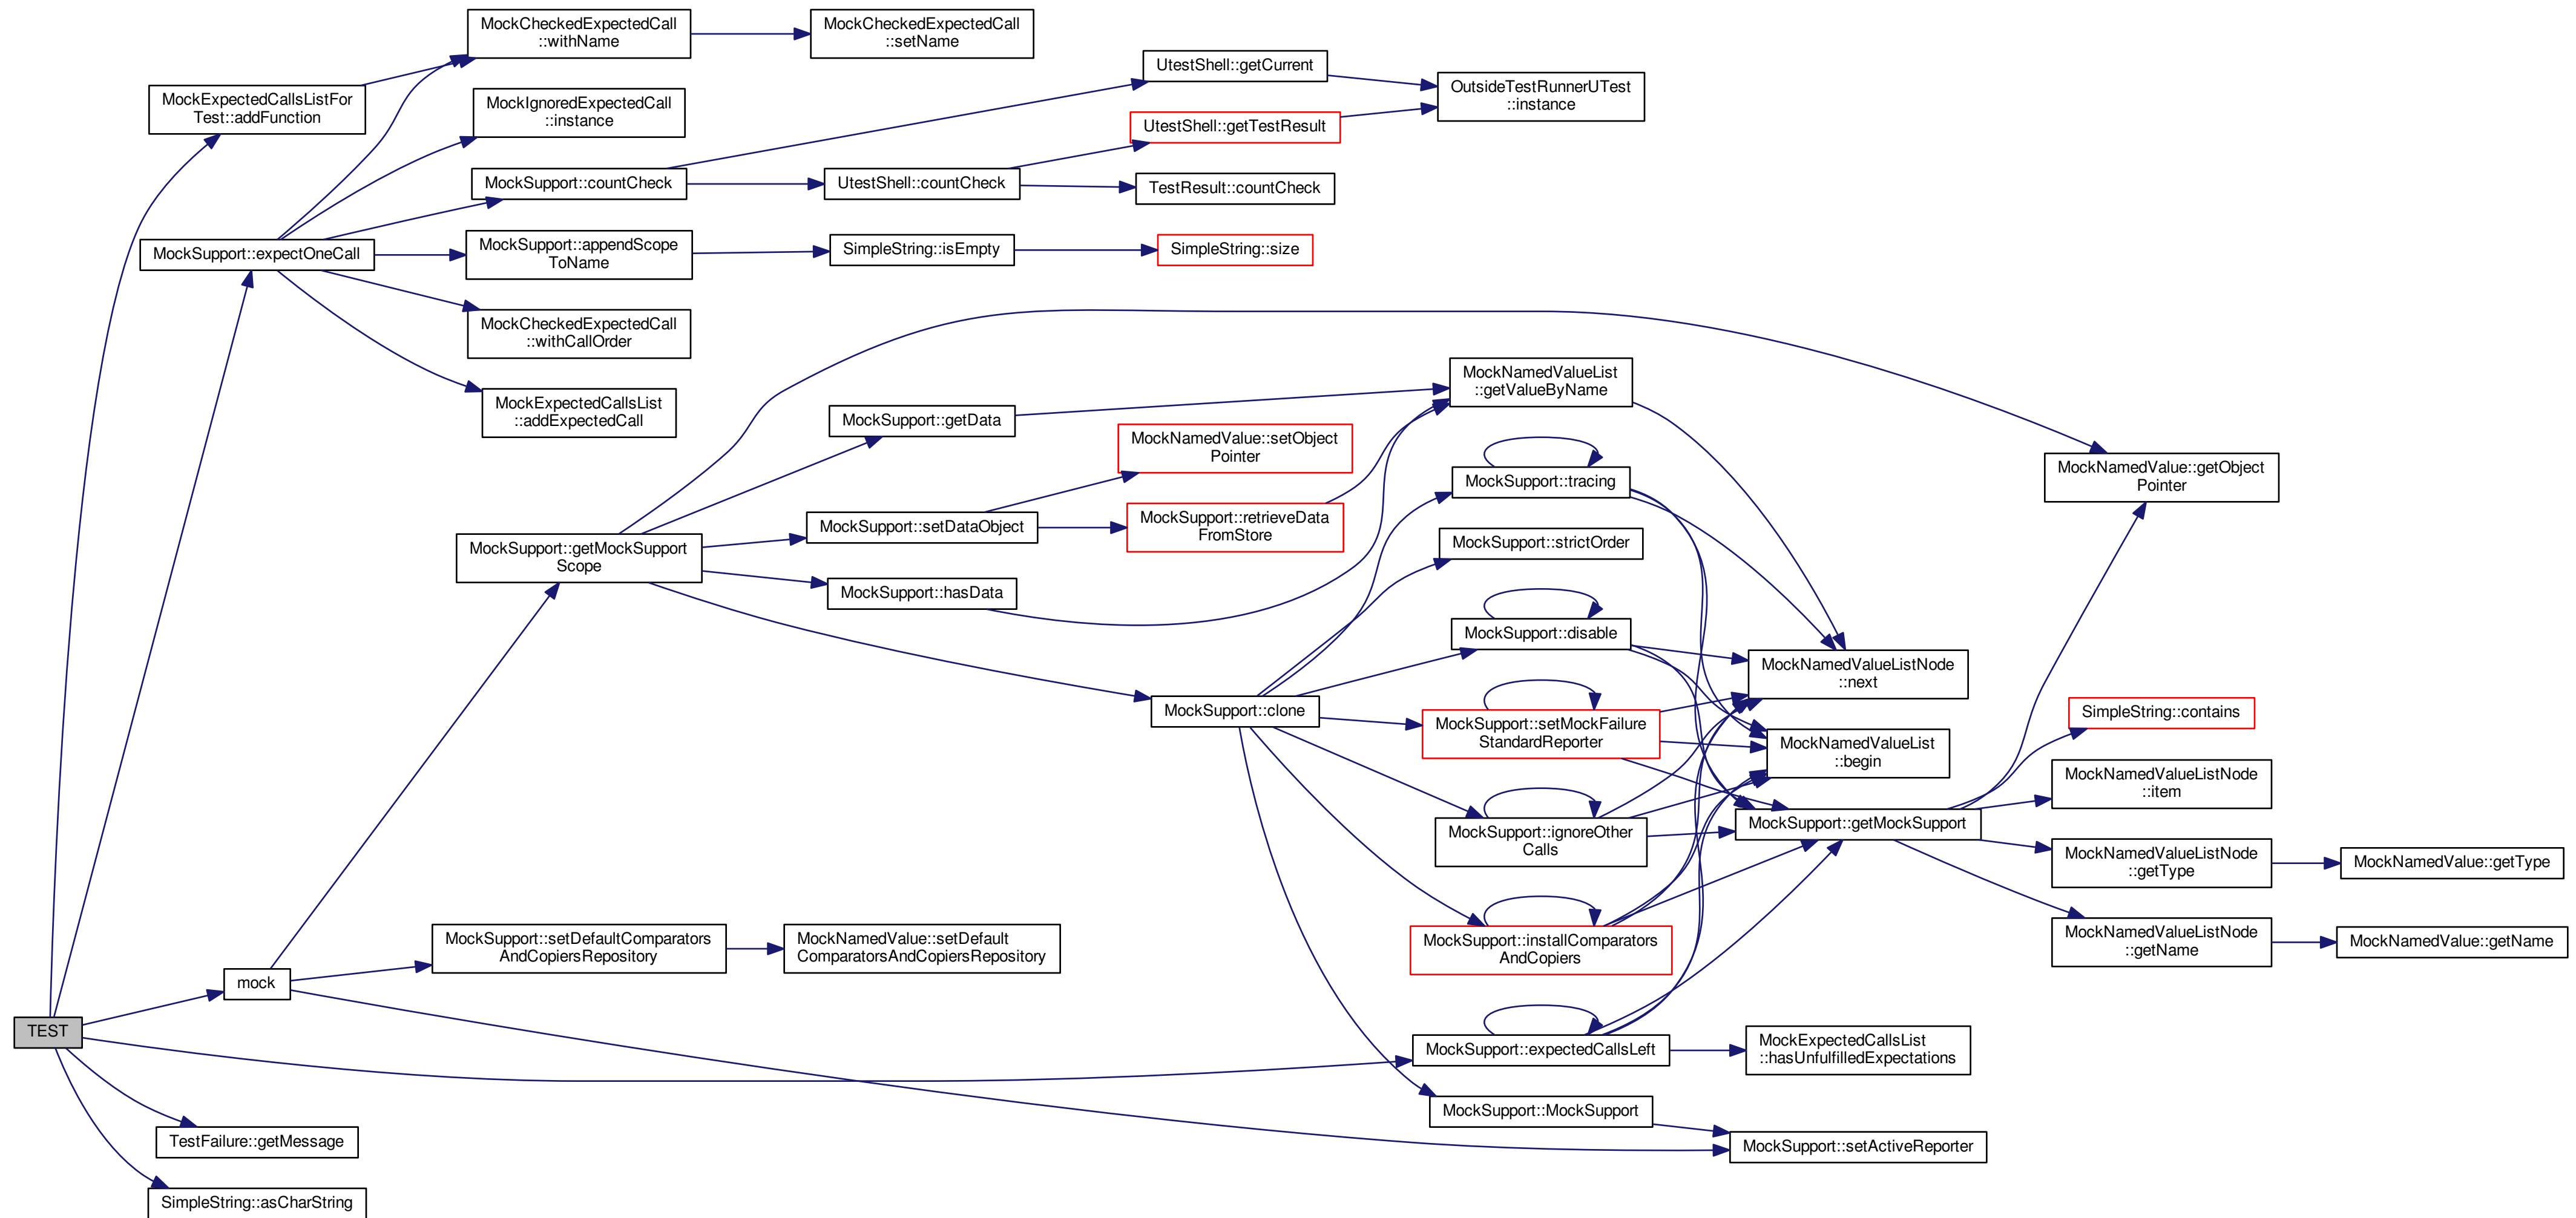 MockCheckedExpectedCall
::withName
MockCheckedExpectedCall
::setName
UtestShell::getCurrent
OutsideTestRunnerUTest
::instance
MockExpectedCallsListFor
Test::addFunction
MockIgnoredExpectedCall
::instance
UtestShell::getTestResult
MockSupport::countCheck
UtestShell::countCheck
TestResult::countCheck
MockSupport::expectOneCall
MockSupport::appendScope
ToName
SimpleString::isEmpty
SimpleString::size
MockCheckedExpectedCall
::withCallOrder
MockExpectedCallsList
::addExpectedCall
MockNamedValueList
::getValueByName
MockSupport::getData
MockNamedValue::setObject
Pointer
MockSupport::tracing
MockNamedValue::getObject
Pointer
MockSupport::setDataObject
MockSupport::retrieveData
FromStore
MockSupport::strictOrder
MockSupport::getMockSupport
Scope
MockSupport::hasData
MockSupport::disable
MockNamedValueListNode
::next
MockSupport::clone
MockSupport::setMockFailure
StandardReporter
SimpleString::contains
MockNamedValueList
::begin
MockNamedValueListNode
::item
MockSupport::ignoreOther
Calls
MockSupport::getMockSupport
MockNamedValueListNode
::getType
MockNamedValue::getType
MockSupport::setDefaultComparators
AndCopiersRepository
MockNamedValue::setDefault
ComparatorsAndCopiersRepository
MockSupport::installComparators
AndCopiers
MockNamedValueListNode
::getName
MockNamedValue::getName
mock
TEST
MockSupport::expectedCallsLeft
MockExpectedCallsList
::hasUnfulfilledExpectations
MockSupport::MockSupport
TestFailure::getMessage
MockSupport::setActiveReporter
SimpleString::asCharString